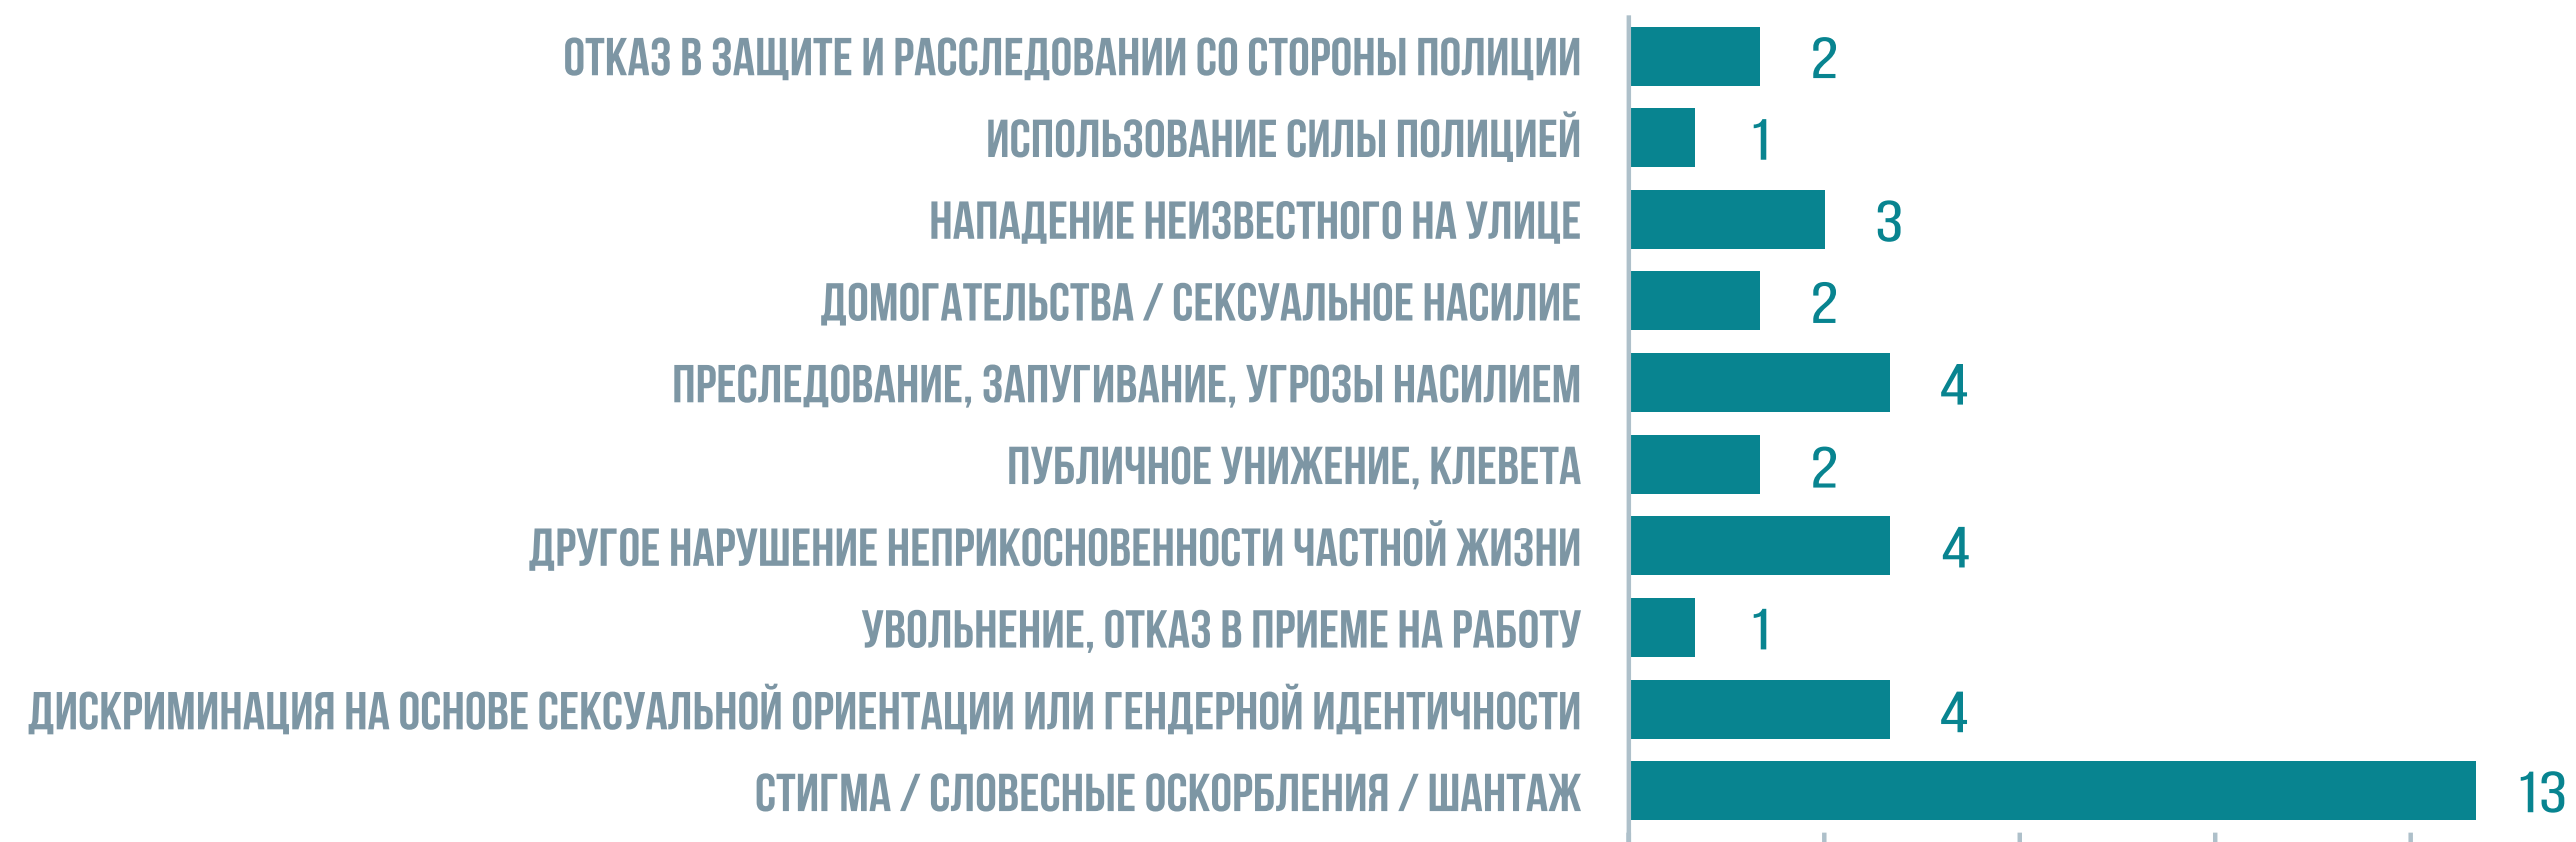 ОТКАЗ В ЗАЩИТЕ И РАССЛЕДОВАНИИ СО СТОРОНЫ ПОЛИЦИИ 2
ИСПОЛЬЗОВАНИЕ СИЛЫ ПОЛИЦИЕЙ 1
НАПАДЕНИЕ НЕИЗВЕСТНОГО НА УЛИЦЕ 3
ДОМОГАТЕЛЬСТВА / СЕКСУАЛЬНОЕ НАСИЛИЕ 2
ПРЕСЛЕДОВАНИЕ, ЗАПУГИВАНИЕ, УГРОЗЫ НАСИЛИЕМ 4
ПУБЛИЧНОЕ УНИЖЕНИЕ, КЛЕВЕТА 2
ДРУГОЕ НАРУШЕНИЕ НЕПРИКОСНОВЕННОСТИ ЧАСТНОЙ ЖИЗНИ 4
УВОЛЬНЕНИЕ, ОТКАЗ В ПРИЕМЕ НА РАБОТУ 1
ДИСКРИМИНАЦИЯ НА ОСНОВЕ СЕКСУАЛЬНОЙ ОРИЕНТАЦИИ ИЛИ ГЕНДЕРНОЙ ИДЕНТИЧНОСТИ 4
СТИГМА / СЛОВЕСНЫЕ ОСКОРБЛЕНИЯ / ШАНТАЖ 13